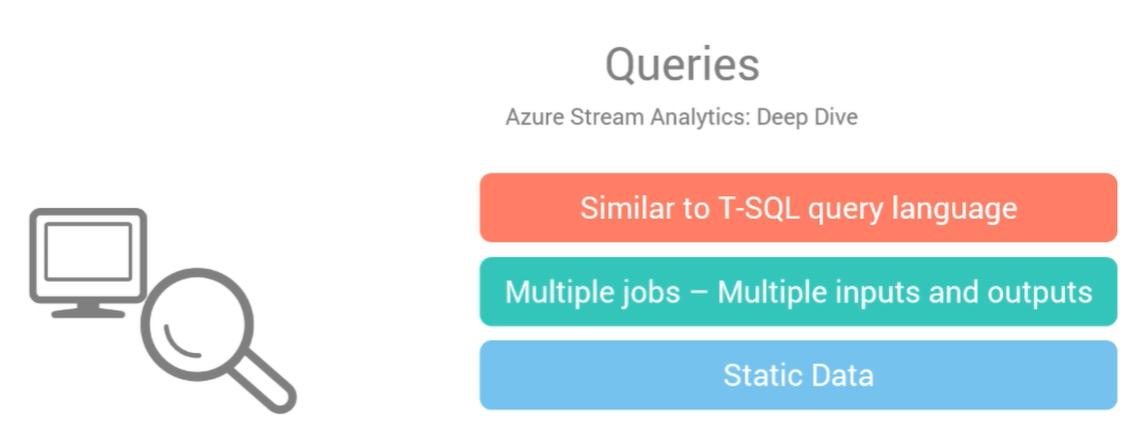 Queries
Azure Stream Analytics: Deep Dive
Similar to T-SQL query language
Multiple jobs – Multiple inputs and outputs
Static Data